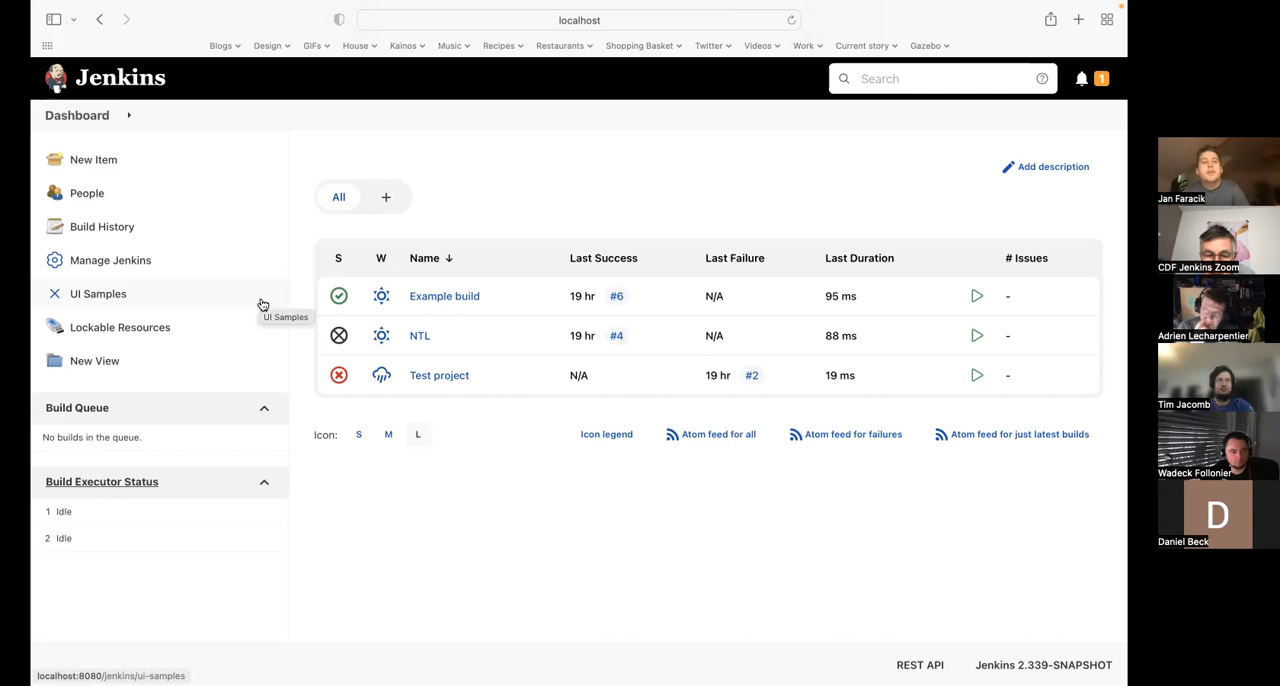 localhost
Blogs
Design
GIFs
House
Kainos
Music
Recipes
Restaurants
Shopping Basket
Twitter
Videos
Work
Current story
Gazebo
Jenkins
Search
1
Dashboard
New Item
People
Build History
Manage Jenkins
UI Samples
UI Samples
Lockable Resources
New View
Build Queue
No builds in the queue.
Build Executor Status
1 Idle
2 Idle
Add description
All +
S W Name ↓ Last Success Last Failure Last Duration # Issues
Example build 19 hr #6 N/A 95 ms -
NTL 19 hr #4 N/A 88 ms -
Test project N/A 19 hr #2 19 ms -
Icon: S M L
Icon legend
Atom feed for all
Atom feed for failures
Atom feed for just latest builds
REST API
Jenkins 2.339-SNAPSHOT
localhost:8080/jenkins/ui-samples
Jan Faracik
CDF Jenkins Zoom
Adrien Lecharpentier
Tim Jacomb
Wadeck Follonier
D
Daniel Beck